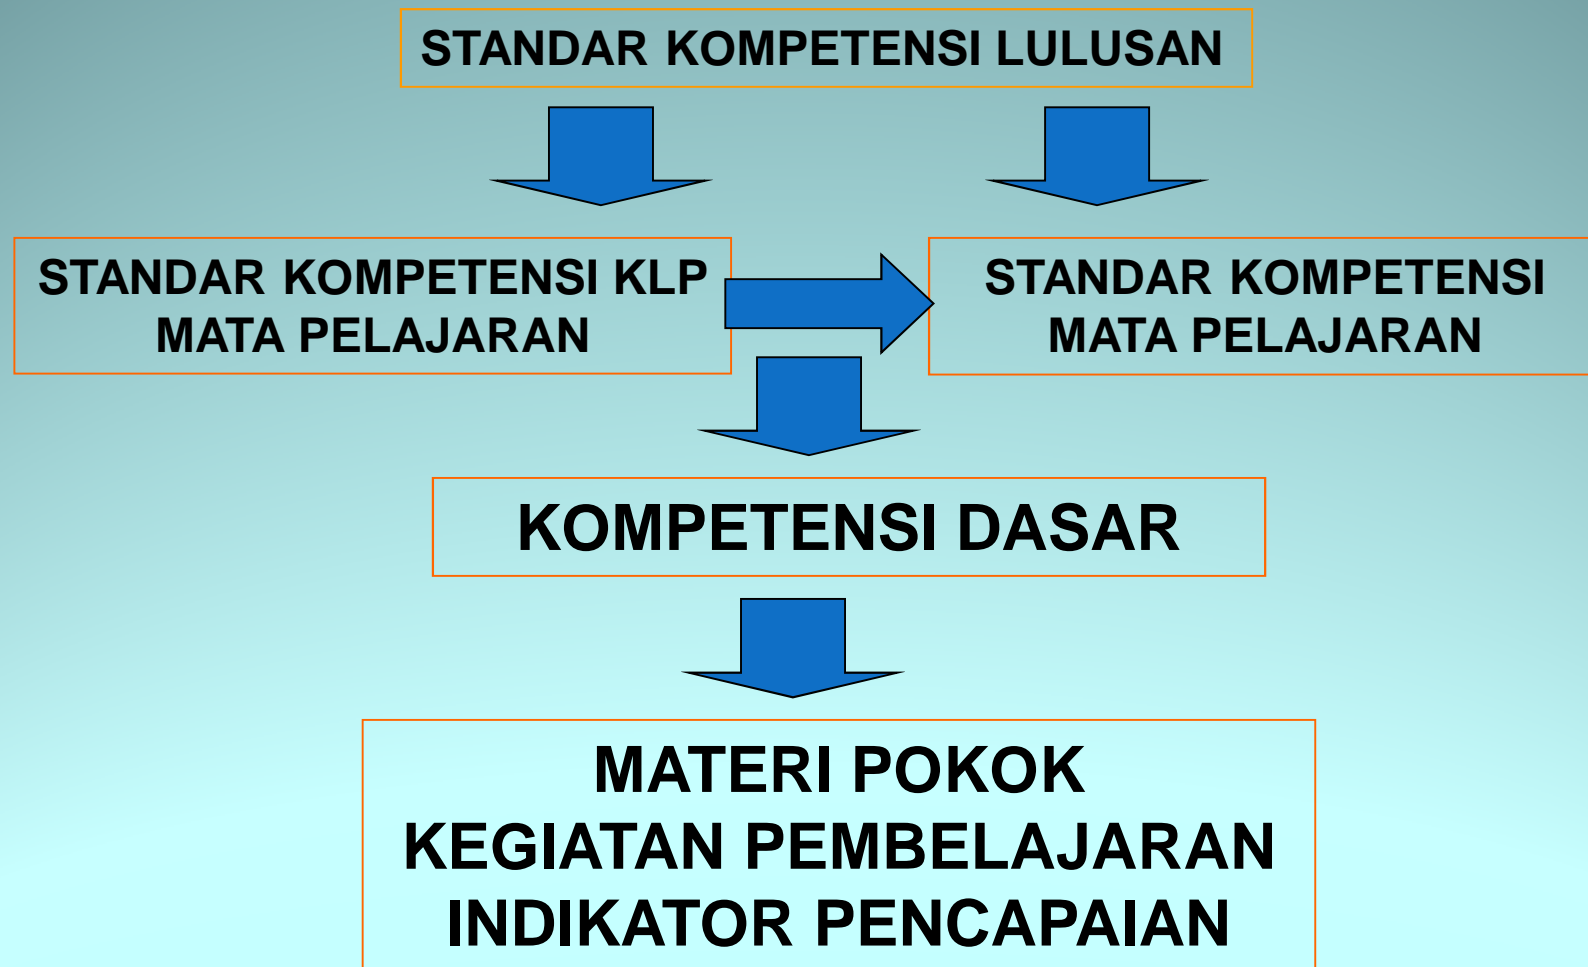 STANDAR KOMPETENSI LULUSAN
STANDAR KOMPETENSI KLP
MATA PELAJARAN
STANDAR KOMPETENSI
MATA PELAJARAN
KOMPETENSI DASAR
MATERI POKOK
KEGIATAN PEMBELAJARAN
INDIKATOR PENCAPAIAN